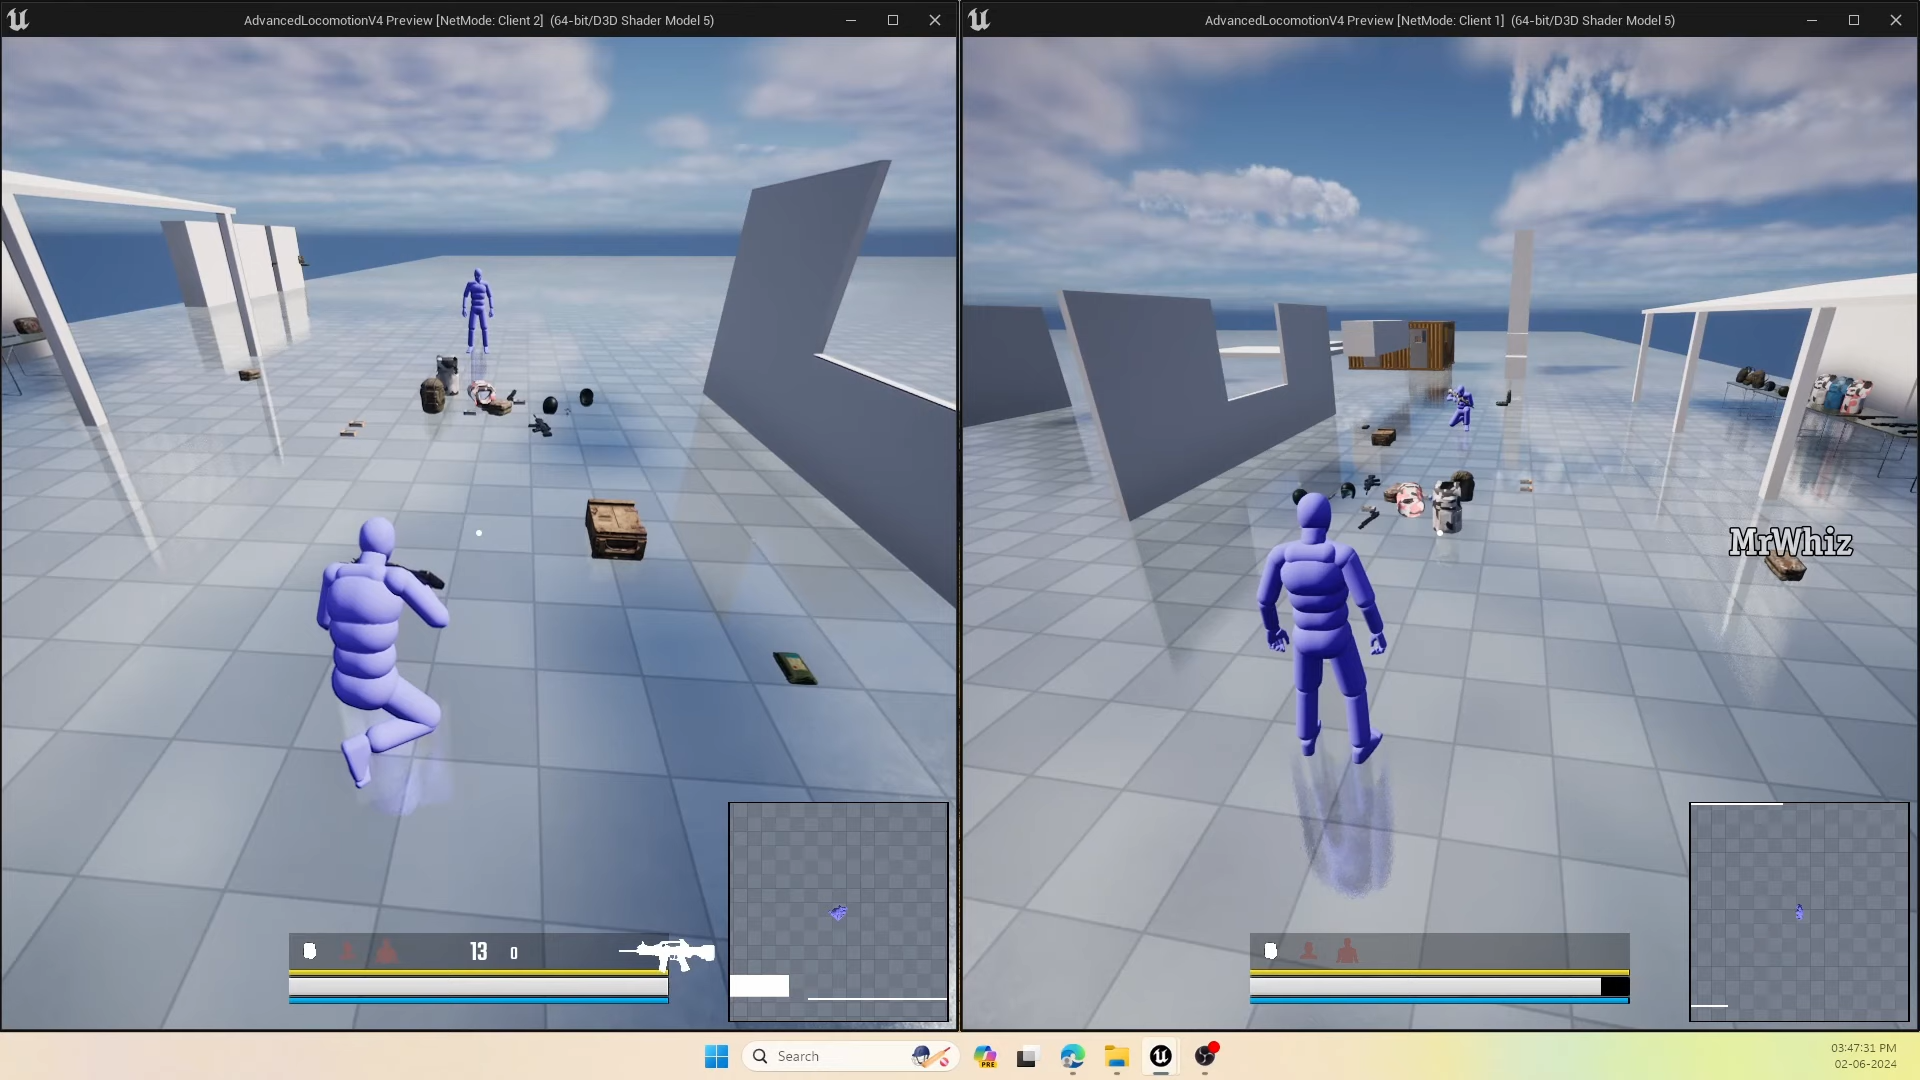 AdvancedLocomotionV4 Preview [NetMode: Client 2]  (64-bit/D3D Shader Model 5)
AdvancedLocomotionV4 Preview [NetMode: Client 1]  (64-bit/D3D Shader Model 5)
MrWhiz
13 0
Search
PRE
03:47:31 PM
02-06-2024